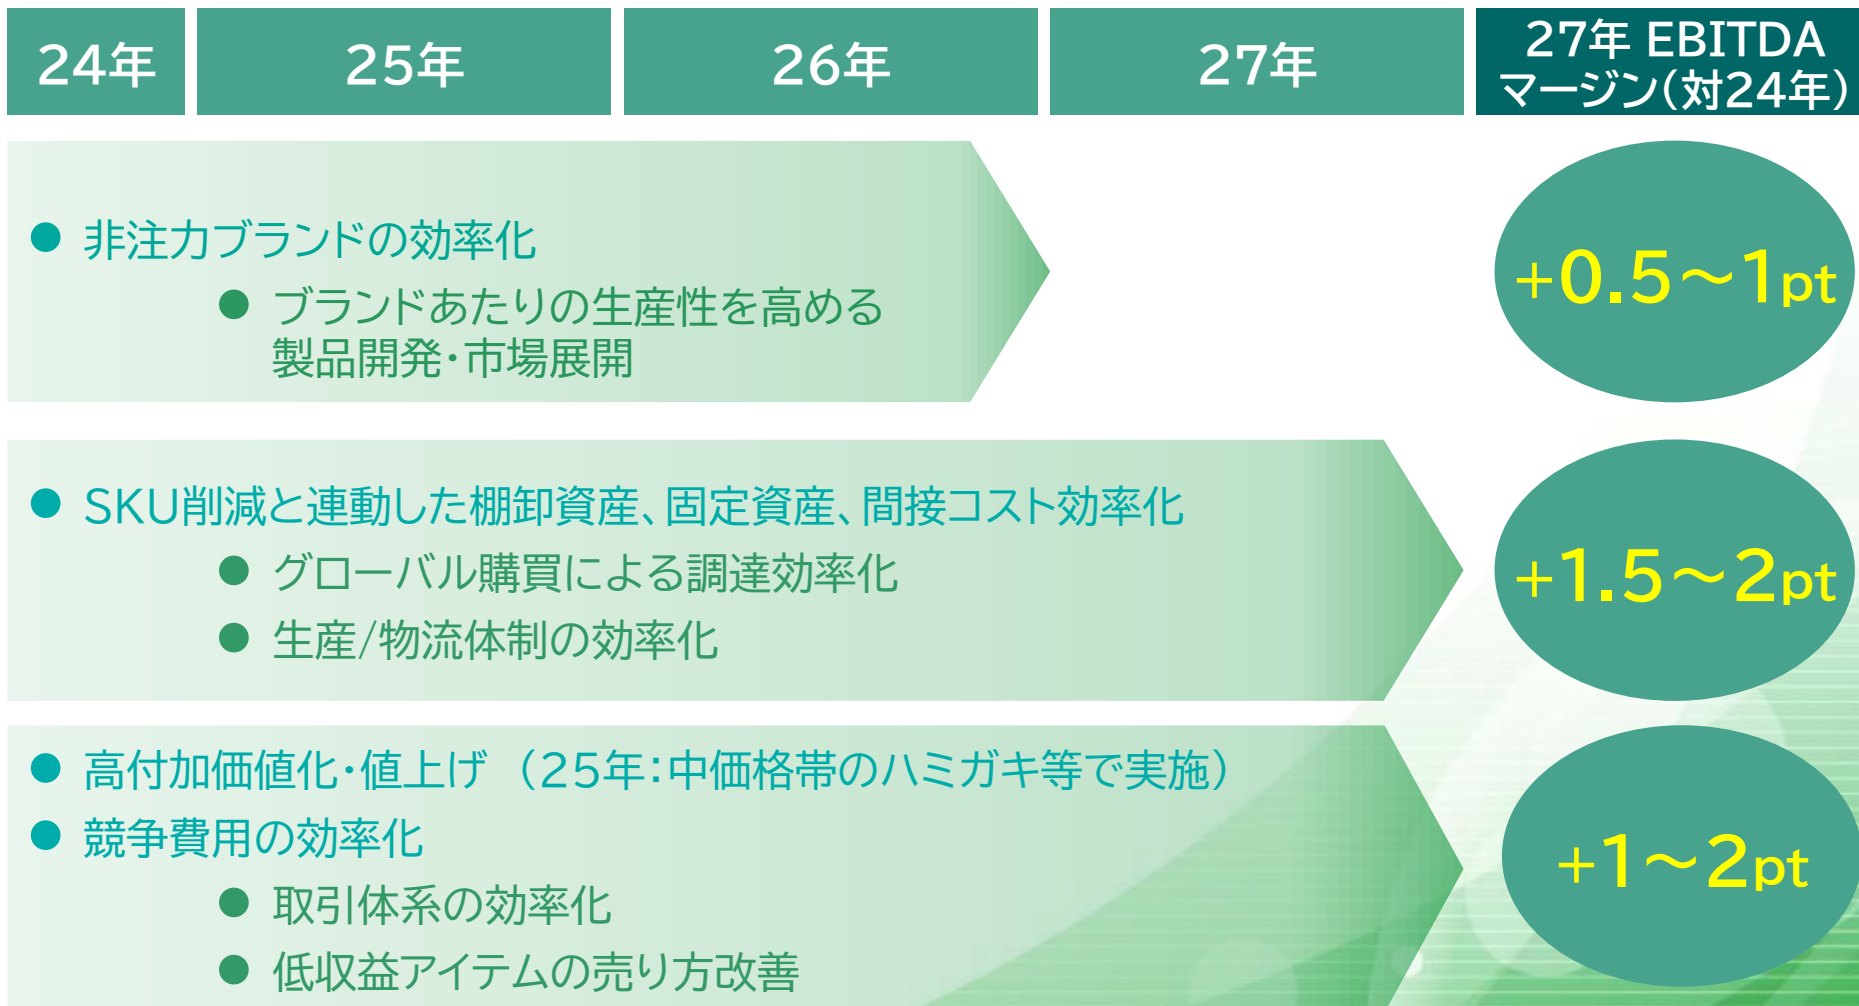 24年
25年
26年
27年
27年 EBITDA
マージン(対24年)
● 非注力ブランドの効率化
● ブランドあたりの生産性を高める
製品開発・市場展開
+0.5～1pt
● SKU削減と連動した棚卸資産、固定資産、間接コスト効率化
● グローバル購買による調達効率化
● 生産/物流体制の効率化
+1.5～2pt
● 高付加価値化・値上げ (25年:中価格帯のハミガキ等で実施)
● 競争費用の効率化
● 取引体系の効率化
● 低収益アイテムの売り方改善
+1～2pt